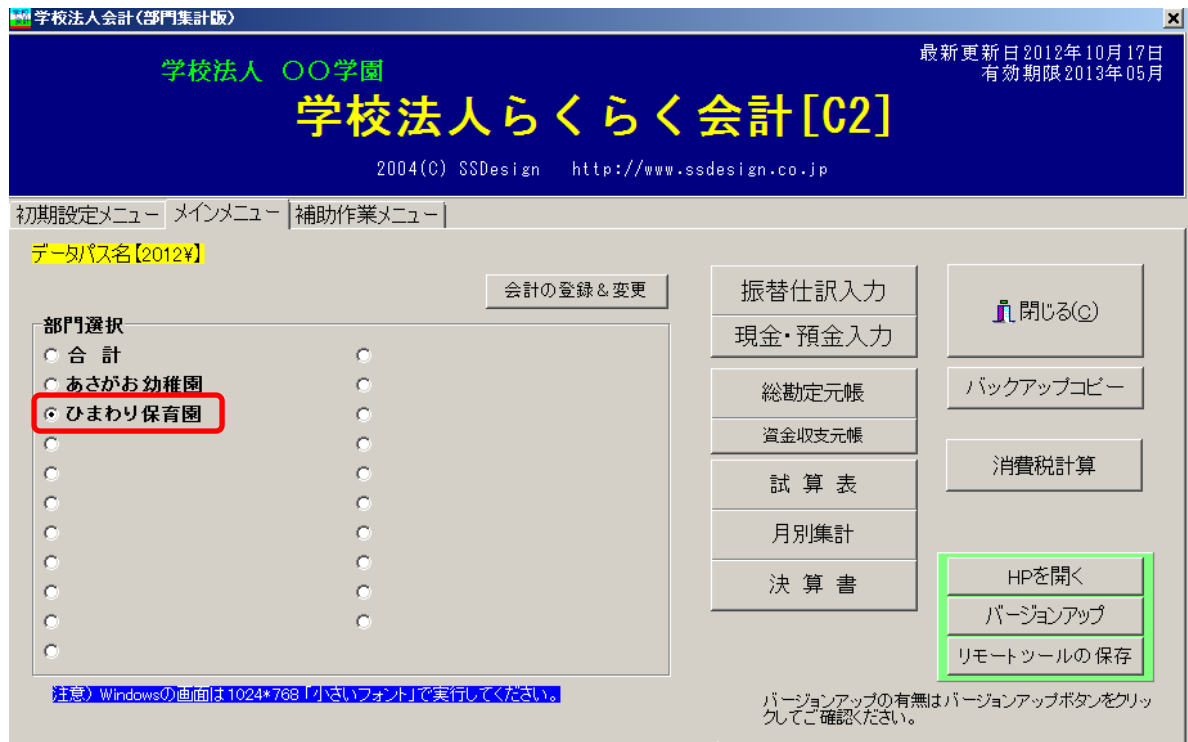 学校法人会計(部門集計版)
最新更新日2012年10月17日
有効期限2013年05月
学校法人 〇〇学園
学校法人らくらく会計[C2]
2004(C) SSDesign http://www.ssdesign.co.jp
初期設定メニュー メインメニュー 補助作業メニュー
データパス名【2012¥】
会計の登録&変更
部門選択
合 計
あさがお幼稚園
ひまわり保育園
振替仕訳入力
現金・預金入力
総勘定元帳
資金収支元帳
試 算 表
月別集計
決 算 書
閉じる(C)
バックアップコピー
消費税計算
HPを開く
バージョンアップ
リモートツールの保存
注意) Windowsの画面は1024*768「小さいフォント」で実行してください。
バージョンアップの有無はバージョンアップボタンをクリッ
クしてご確認ください。